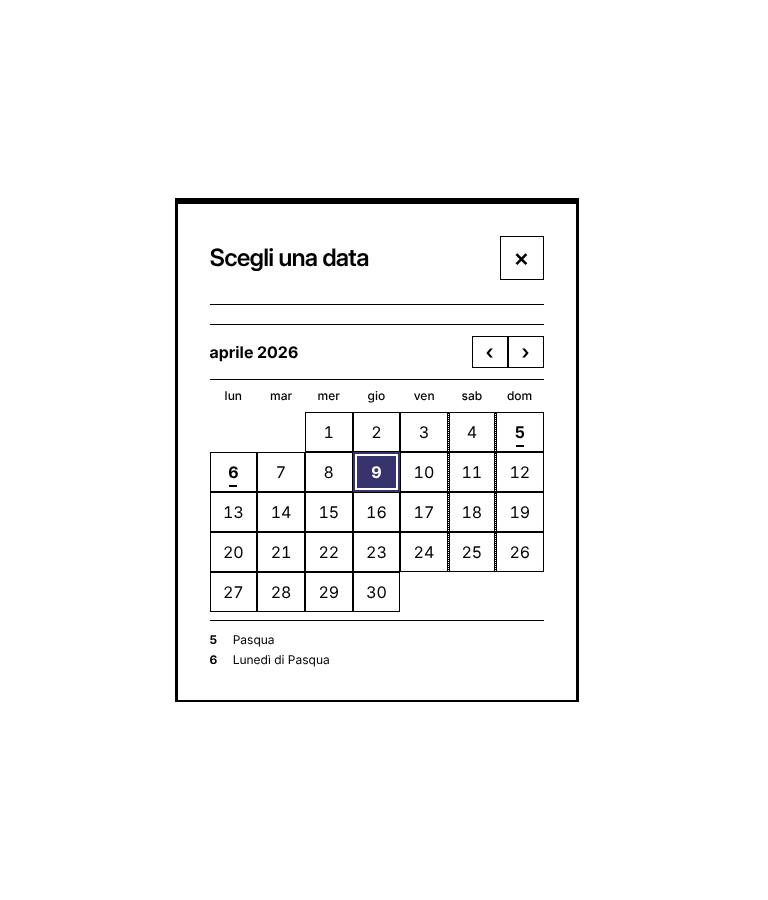 Scegli una data ×
aprile 2026 ‹ ›
lun mar mer gio ven sab dom
1 2 3 4 5
6 7 8 9 10 11 12
13 14 15 16 17 18 19
20 21 22 23 24 25 26
27 28 29 30
5 Pasqua
6 Lunedì di Pasqua